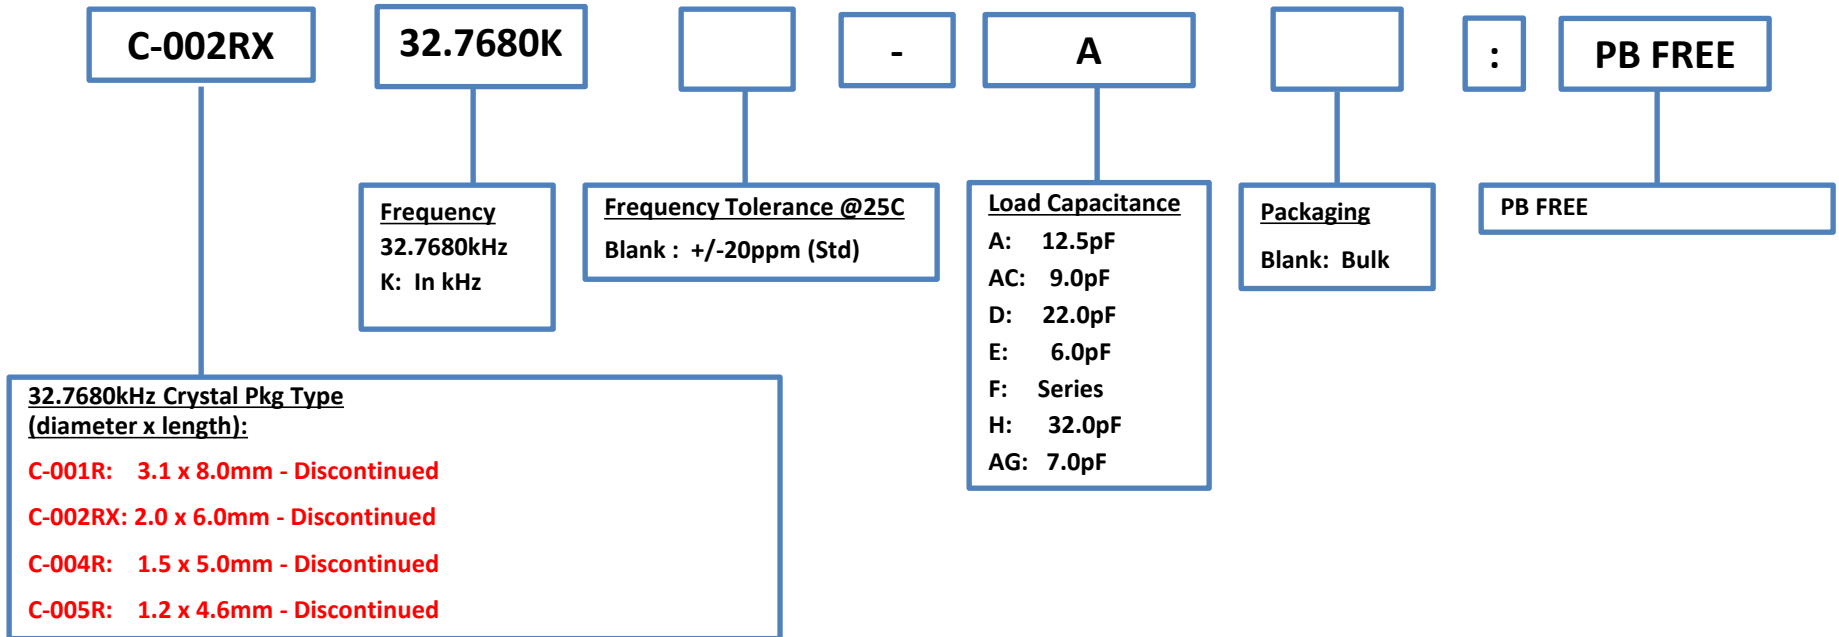 C-002RX 32.7680K - A : PB FREE
Frequency
32.7680kHz
K: In kHz
Frequency Tolerance @25C
Blank : +/-20ppm (Std)
Load Capacitance
A: 12.5pF
AC: 9.0pF
D: 22.0pF
E: 6.0pF
F: Series
H: 32.0pF
AG: 7.0pF
Packaging
Blank: Bulk
PB FREE
32.7680kHz Crystal Pkg Type
(diameter x length):
C-001R: 3.1 x 8.0mm - Discontinued
C-002RX: 2.0 x 6.0mm - Discontinued
C-004R: 1.5 x 5.0mm - Discontinued
C-005R: 1.2 x 4.6mm - Discontinued